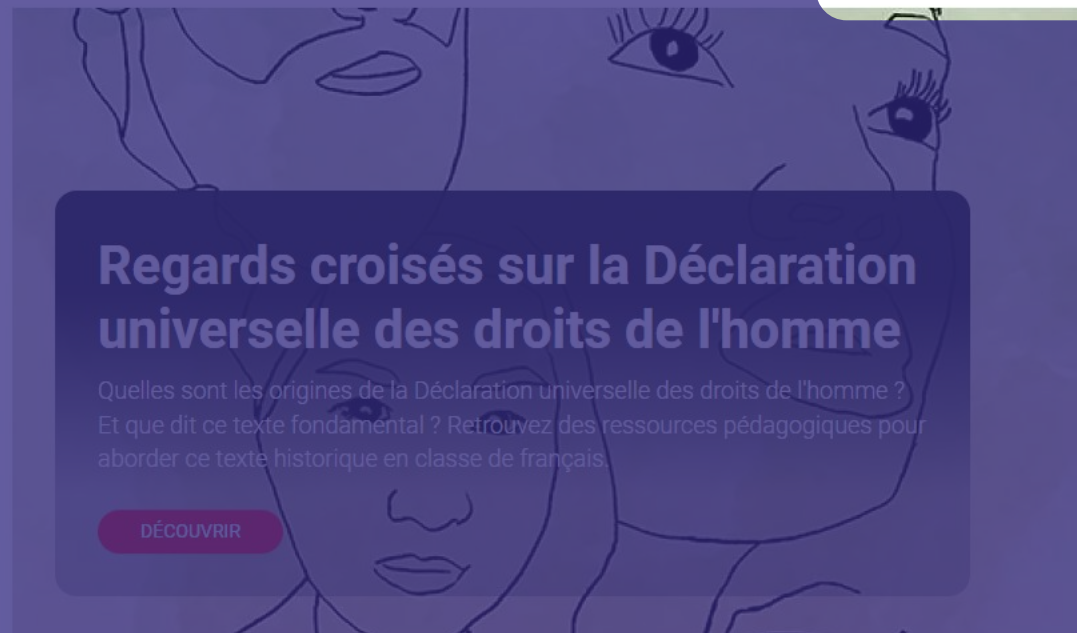 Regards croisés sur la Déclaration
universelle des droits de l'homme
Quelles sont les origines de la Déclaration universelle des droits de l'homme ?
Et que dit ce texte fondamental ? Retrouvez des ressources pédagogiques pour
aborder ce texte historique en classe de français.
DÉCOUVRIR